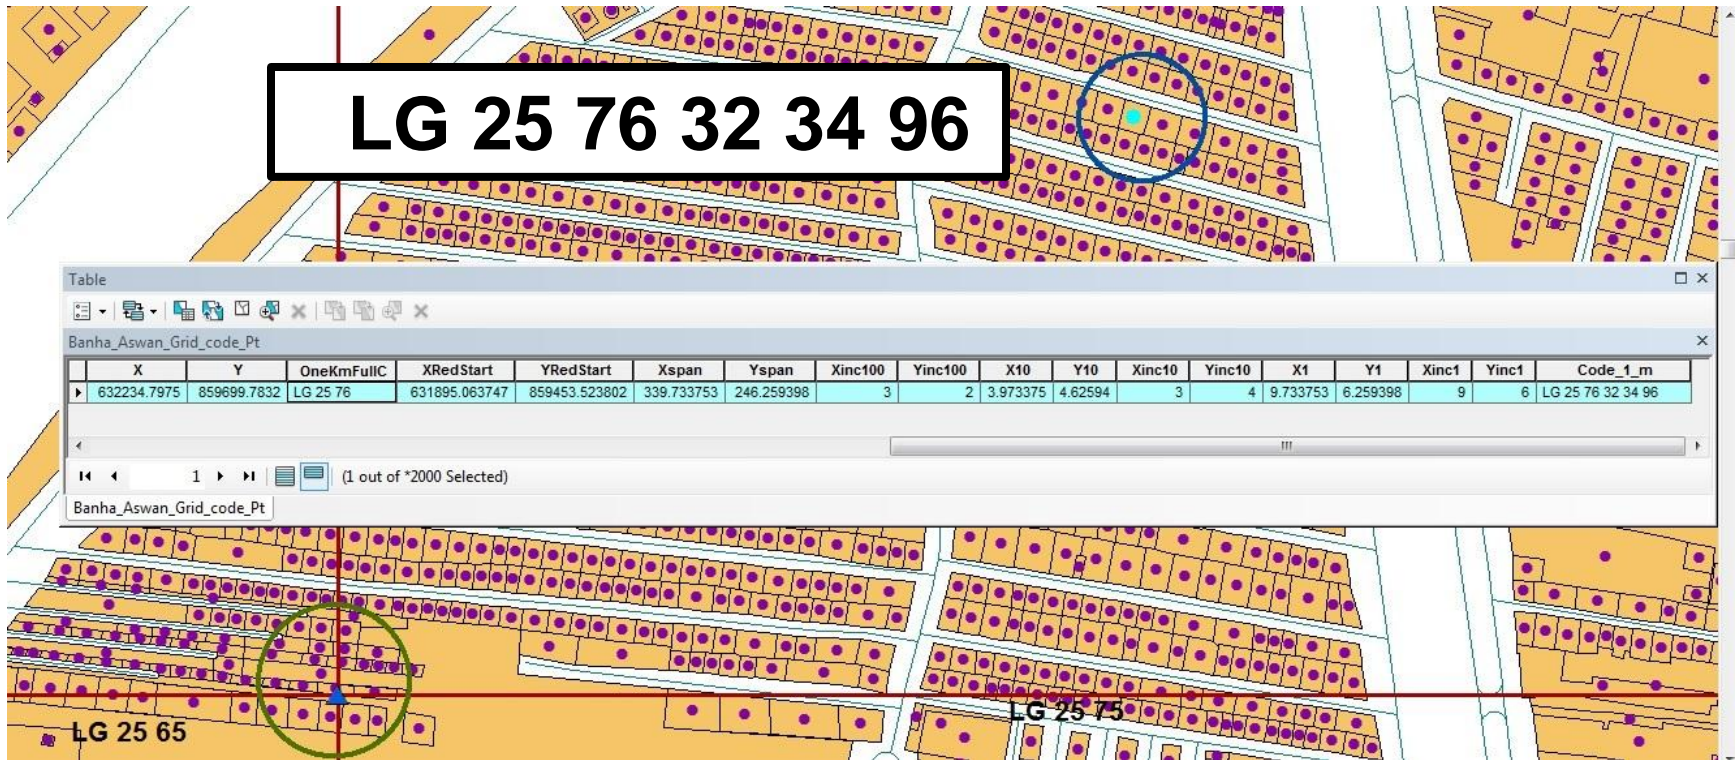 LG 25 76 32 34 96
Table
Banha_Aswan_Grid_code_Pt
X Y OneKmFullC XRedStart YRedStart Xspan Yspan Xinc100 Yinc100 X10 Y10 Xinc10 Yinc10 X1 Y1 Xinc1 Yinc1 Code_1_m
632234.7975 859699.7832 LG 25 76 631895.063747 859453.523802 339.733753 246.259398 3 2 3.973375 4.62594 3 4 9.733753 6.259398 9 6 LG 25 76 32 34 96
1 (1 out of *2000 Selected)
Banha_Aswan_Grid_code_Pt
LG 25 75
LG 25 65